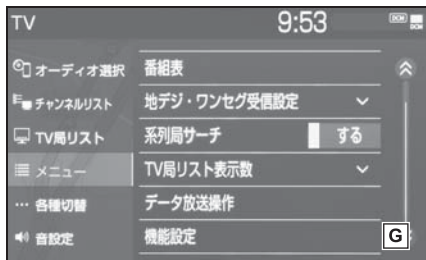 TV
9:53
DCM
オーディオ選択
チャンネルリスト
TV局リスト
メニュー
各種切替
音設定
番組表
地デジ・ワンセグ受信設定
系列局サーチ
する
TV局リスト表示数
データ放送操作
機能設定
G